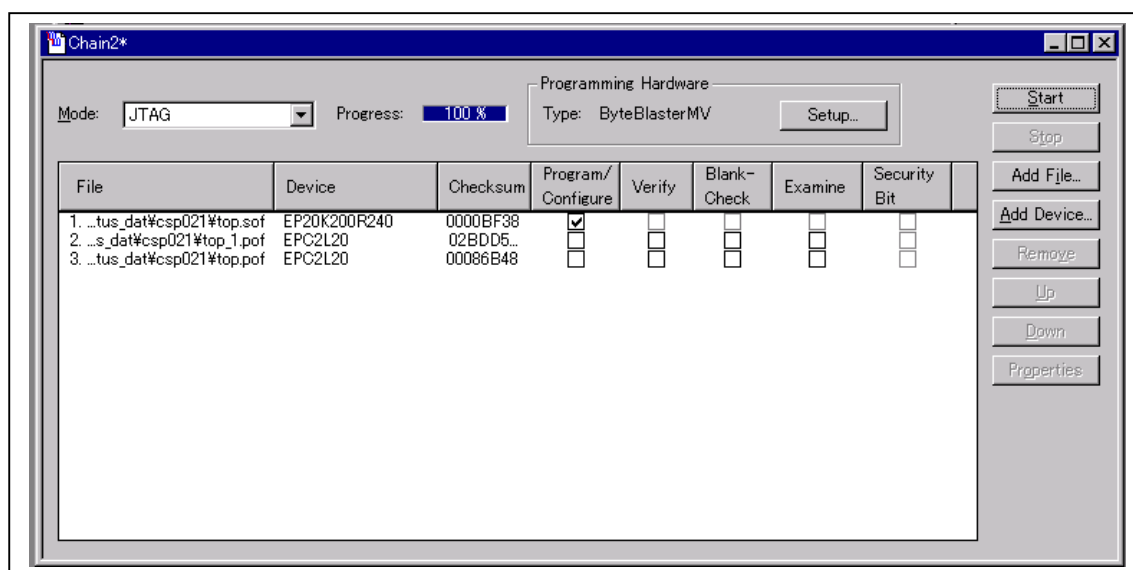 Chain2*
Mode: JTAG Progress: 100 % Programming Hardware
Type: ByteBlasterMV Setup...
Start
Stop
Add File...
Add Device...
Remove
Up
Down
Properties
File Device Checksum Program/Configure Verify Blank-Check Examine Security Bit
1. ...tus_dat¥csp021¥top.sof EP20K200R240 0000BF38
2. ...s_dat¥csp021¥top_1.pof EPC2L20 02BDD5...
3. ...tus_dat¥csp021¥top.pof EPC2L20 00086B48